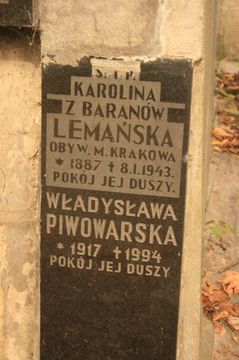 Ś. † P.
KAROLINA
Z BARANÓW
LEMAŃSKA
OBYW. M. KRAKOWA
* 1887 † 8.I.1943.
POKÓJ JEJ DUSZY.
WŁADYSŁAWA
PIWOWARSKA
* 1917 † 1994
POKÓJ JEJ DUSZY